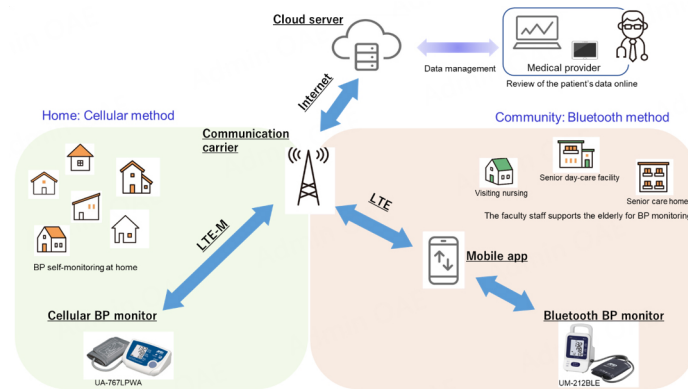 Cloud server
Data management
Medical provider
Review of the patient's data online
Internet
Home: Cellular method
Community: Bluetooth method
Communication
carrier
Visiting nursing
Senior day-care facility
Senior care home
The faculty staff supports the elderly for BP monitoring
LTE-M
LTE
BP self-monitoring at home
Mobile app
Cellular BP monitor
Bluetooth BP monitor
UA-767LPWA
UM-212BLE